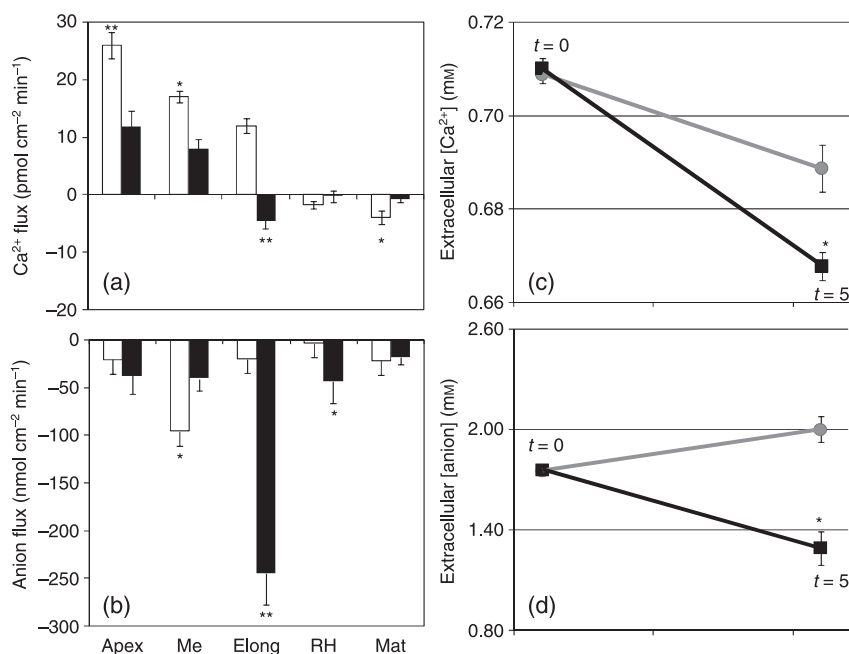 30
20
10
0
−10
−20
Ca²⁺ flux (pmol cm⁻² min⁻¹)
**
*
**
*
(a)
0
−50
−100
−150
−200
−250
−300
Anion flux (nmol cm⁻² min⁻¹)
*
**
*
(b)
Apex Me Elong RH Mat
0.72
0.70
0.68
0.66
Extracellular [Ca²⁺] (mM)
t = 0
*
t = 5
(c)
2.60
2.00
1.40
0.80
Extracellular [anion] (mM)
t = 0
*
t = 5
(d)